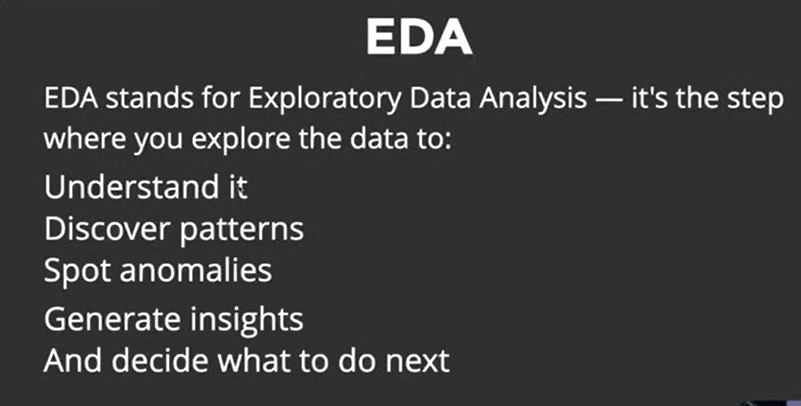 EDA
EDA stands for Exploratory Data Analysis — it's the step
where you explore the data to:
Understand it
Discover patterns
Spot anomalies
Generate insights
And decide what to do next